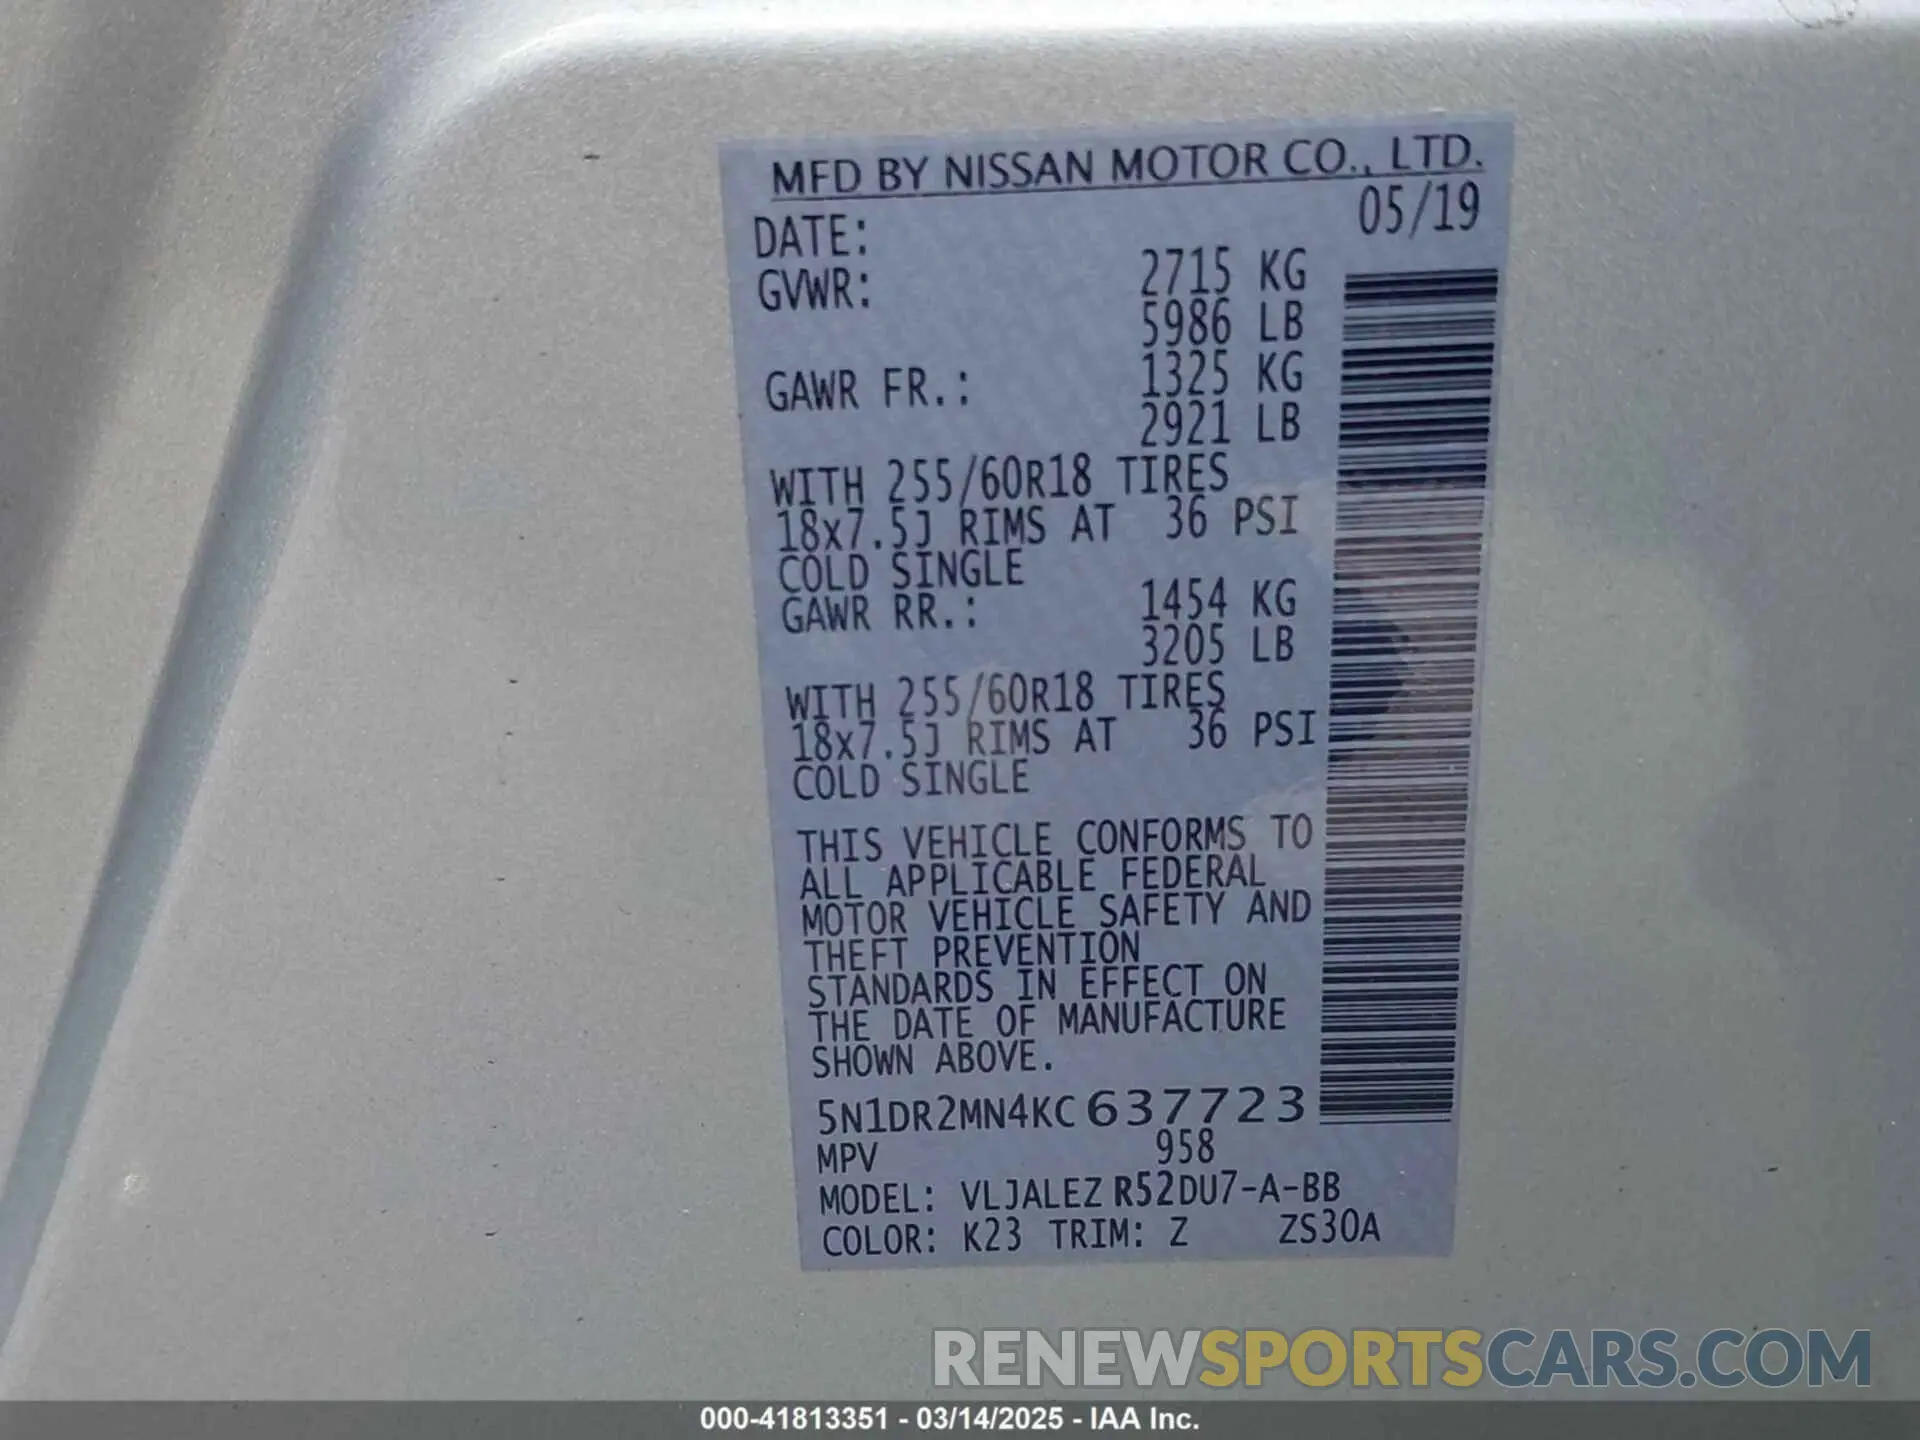 MFD BY NISSAN MOTOR CO., LTD.
DATE: 05/19
GVWR: 2715 KG
5986 LB
GAWR FR.: 1325 KG
2921 LB
WITH 255/60R18 TIRES
18x7.5J RIMS AT 36 PSI
COLD SINGLE
GAWR RR.: 1454 KG
3205 LB
WITH 255/60R18 TIRES
18x7.5J RIMS AT 36 PSI
COLD SINGLE
THIS VEHICLE CONFORMS TO
ALL APPLICABLE FEDERAL
MOTOR VEHICLE SAFETY AND
THEFT PREVENTION
STANDARDS IN EFFECT ON
THE DATE OF MANUFACTURE
SHOWN ABOVE.
5N1DR2MN4KC637723
MPV 958
MODEL: VLJALEZ R52DU7-A-BB
COLOR: K23 TRIM: Z ZS30A
RENEWSPORTSCARS.COM
000-41813351 - 03/14/2025 - IAA Inc.